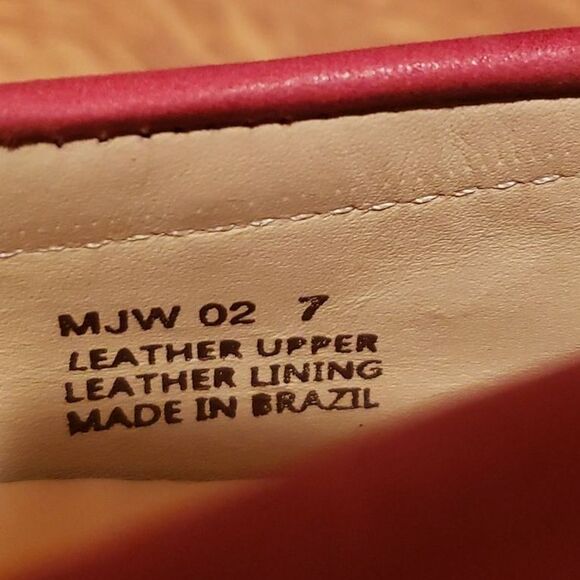 MJW 02 7
LEATHER UPPER
LEATHER LINING
MADE IN BRAZIL